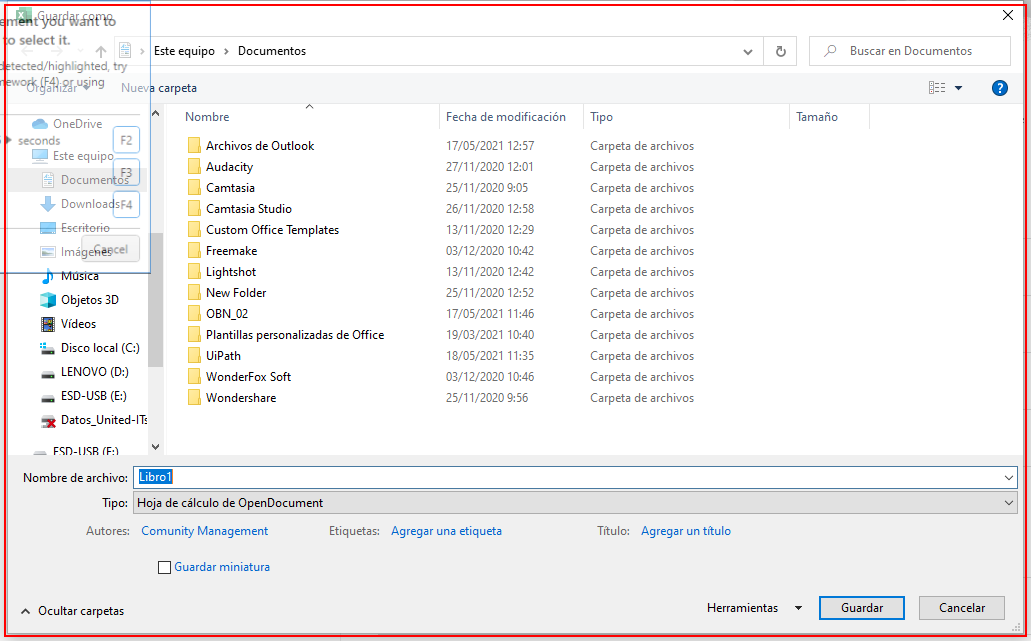 Guardar como
ement you want to
to select it.
Este equipo › Documentos
Buscar en Documentos
detected/highlighted, try
mework (F4) or using
Organizar
Nueva carpeta
Nombre
Fecha de modificación
Tipo
Tamaño
OneDrive
seconds
F2
Este equipo
F3
Documentos
Downloads
F4
Escritorio
Cancel
Imágenes
Música
Objetos 3D
Vídeos
Disco local (C:)
LENOVO (D:)
ESD-USB (E:)
Datos_United-ITs
ESD-USB (E:)
Archivos de Outlook 17/05/2021 12:57 Carpeta de archivos
Audacity 27/11/2020 12:01 Carpeta de archivos
Camtasia 25/11/2020 9:05 Carpeta de archivos
Camtasia Studio 26/11/2020 12:58 Carpeta de archivos
Custom Office Templates 13/11/2020 12:29 Carpeta de archivos
Freemake 03/12/2020 10:42 Carpeta de archivos
Lightshot 13/11/2020 12:42 Carpeta de archivos
New Folder 25/11/2020 12:52 Carpeta de archivos
OBN_02 17/05/2021 11:46 Carpeta de archivos
Plantillas personalizadas de Office 19/03/2021 10:40 Carpeta de archivos
UiPath 18/05/2021 11:35 Carpeta de archivos
WonderFox Soft 03/12/2020 10:46 Carpeta de archivos
Wondershare 25/11/2020 9:56 Carpeta de archivos
Nombre de archivo: Libro1
Tipo: Hoja de cálculo de OpenDocument
Autores: Comunity Management
Etiquetas: Agregar una etiqueta
Título: Agregar un título
Guardar miniatura
Ocultar carpetas
Herramientas
Guardar
Cancelar